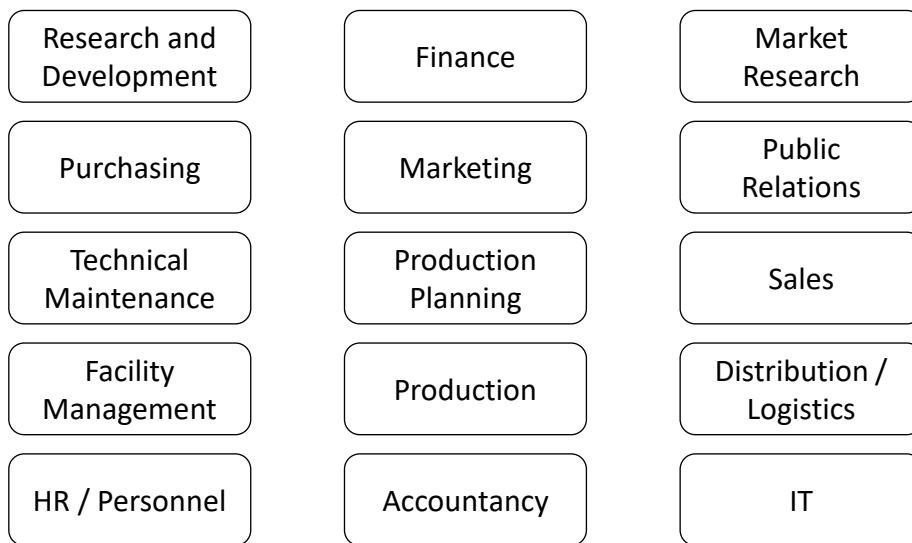 Research and
Development
Finance
Market
Research
Purchasing
Marketing
Public
Relations
Technical
Maintenance
Production
Planning
Sales
Facility
Management
Production
Distribution /
Logistics
HR / Personnel
Accountancy
IT